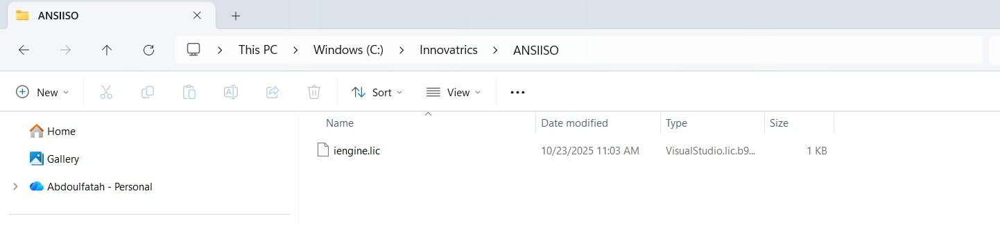 ANSIISO
This PC > Windows (C:) > Innovatrics > ANSIISO
New Sort View
Name Date modified Type Size
Home
iengine.lic 10/23/2025 11:03 AM VisualStudio.lic.b9... 1 KB
Gallery
Abdoulfatah - Personal